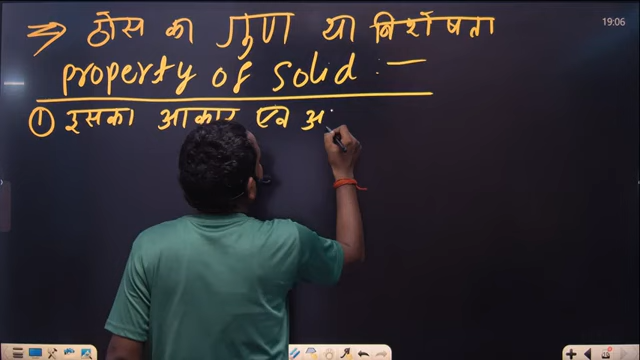 ⇒ ठोस का गुण या विशेषता
19:06
property of solid :-
① इसका आकार एवं अ